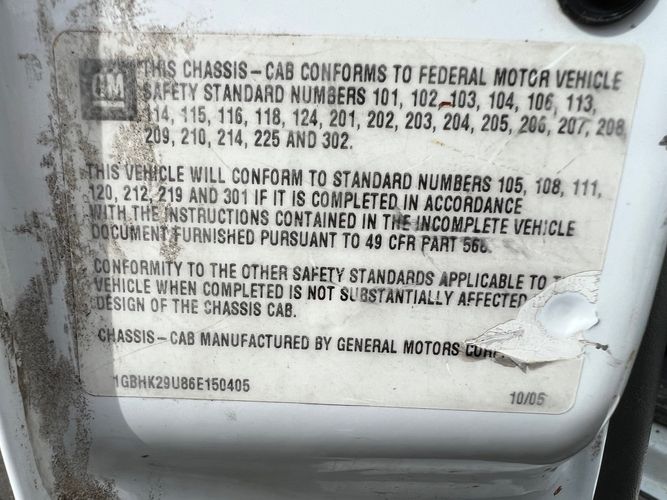 GM
THIS CHASSIS-CAB CONFORMS TO FEDERAL MOTOR VEHICLE
SAFETY STANDARD NUMBERS 101, 102, 103, 104, 106, 113,
114, 115, 116, 118, 124, 201, 202, 203, 204, 205, 206, 207, 208,
209, 210, 214, 225 AND 302.
THIS VEHICLE WILL CONFORM TO STANDARD NUMBERS 105, 108, 111,
120, 212, 219 AND 301 IF IT IS COMPLETED IN ACCORDANCE
WITH THE INSTRUCTIONS CONTAINED IN THE INCOMPLETE VEHICLE
DOCUMENT FURNISHED PURSUANT TO 49 CFR PART 568.
CONFORMITY TO THE OTHER SAFETY STANDARDS APPLICABLE TO
VEHICLE WHEN COMPLETED IS NOT SUBSTANTIALLY AFFECTED
DESIGN OF THE CHASSIS CAB.
CHASSIS-CAB MANUFACTURED BY GENERAL MOTORS CORP.
1GBHK29U86E150405
10/05